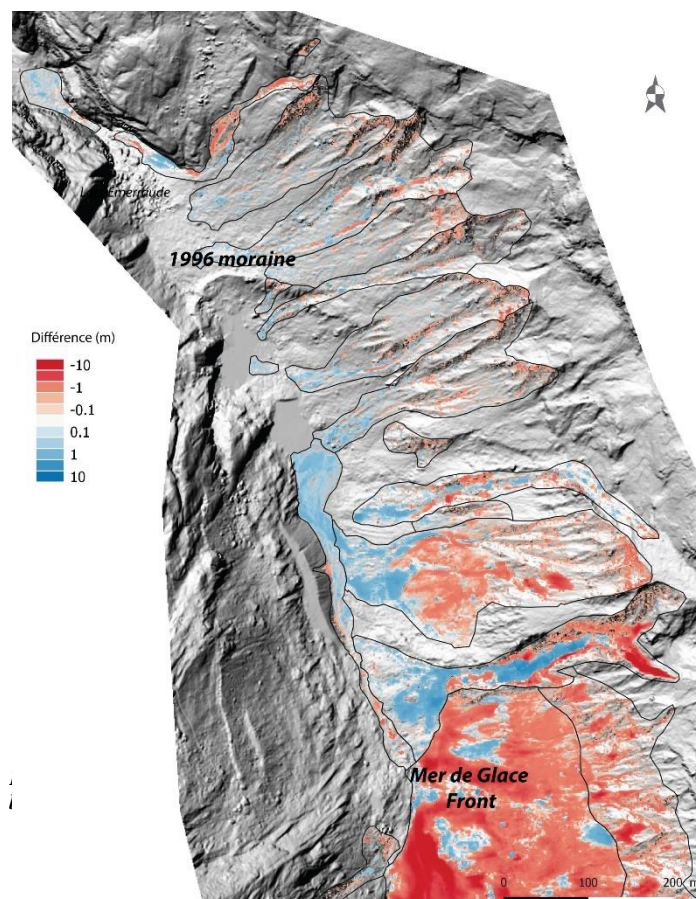 Emeraude
1996 moraine
Différence (m)
-10
-1
-0.1
0.1
1
10
Mer de Glace
Front
0 100 200 m